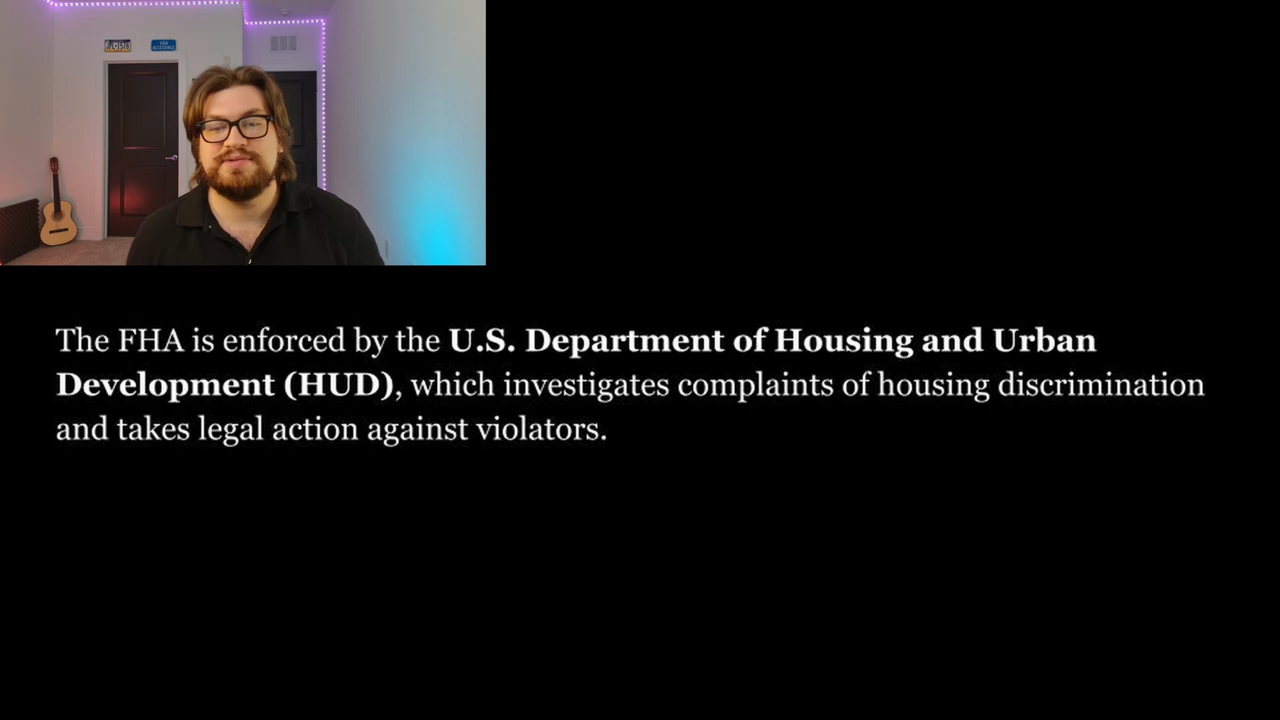 The FHA is enforced by the U.S. Department of Housing and Urban
Development (HUD), which investigates complaints of housing discrimination
and takes legal action against violators.